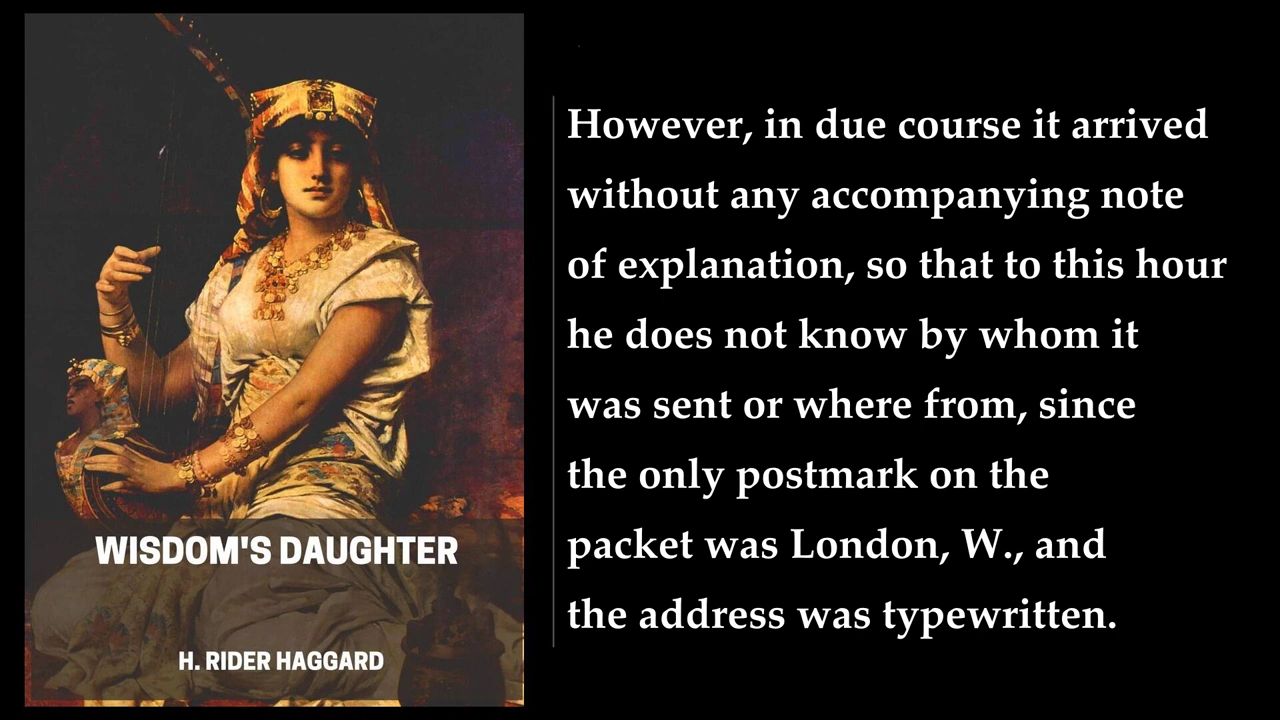 WISDOM'S DAUGHTER
H. RIDER HAGGARD
However, in due course it arrived
without any accompanying note
of explanation, so that to this hour
he does not know by whom it
was sent or where from, since
the only postmark on the
packet was London, W., and
the address was typewritten.